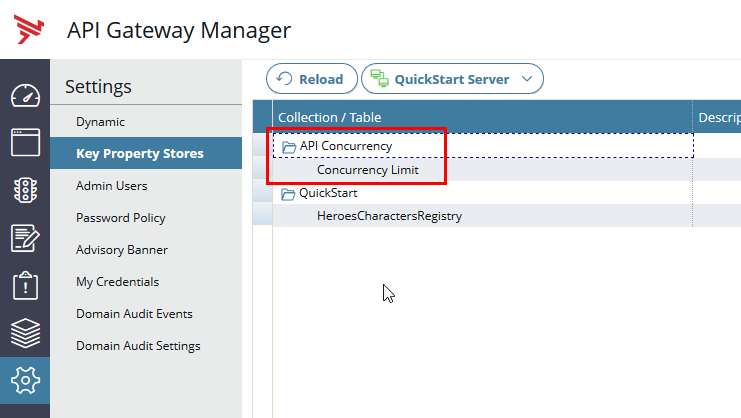 API Gateway Manager
Settings
Dynamic
Key Property Stores
Admin Users
Password Policy
Advisory Banner
My Credentials
Domain Audit Events
Domain Audit Settings
Reload
QuickStart Server
Collection / Table
Descrip
API Concurrency
Concurrency Limit
QuickStart
HeroesCharactersRegistry